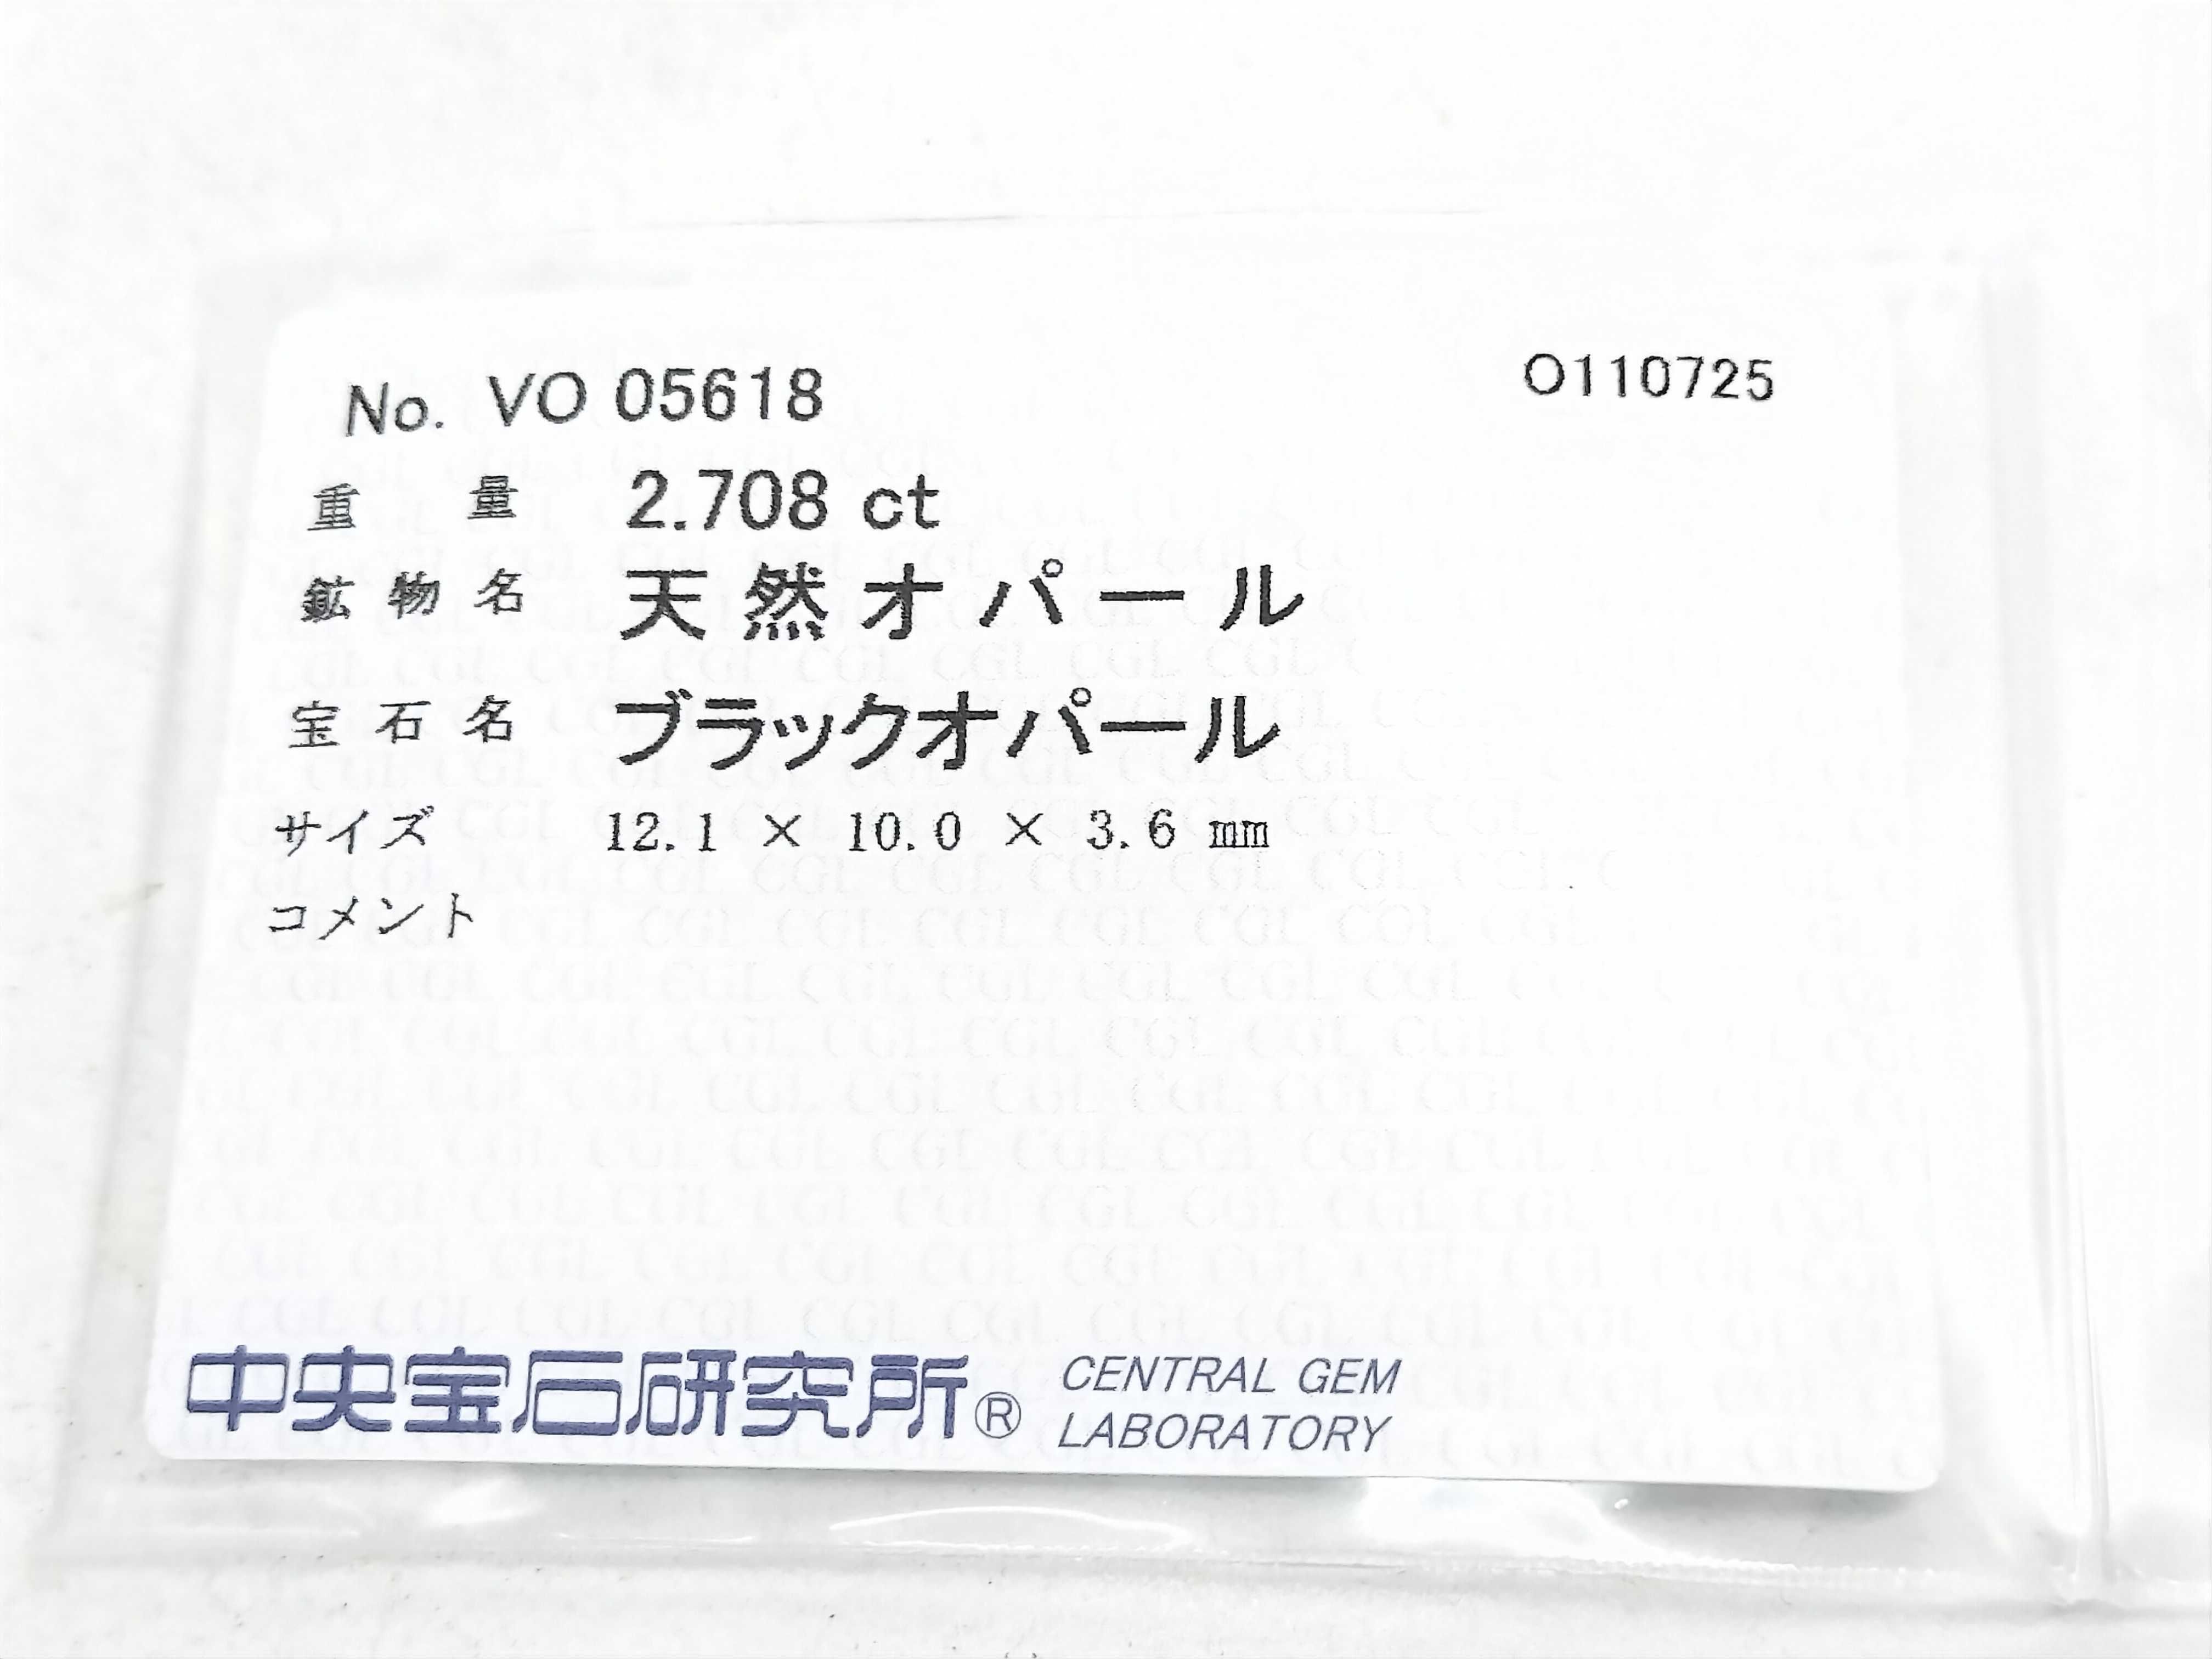 No. VO 05618
O110725
重量 2.708 ct
鉱物名 天然オパール
宝石名 ブラックオパール
サイズ 12.1 × 10.0 × 3.6 mm
コメント
中央宝石研究所® CENTRAL GEM
LABORATORY